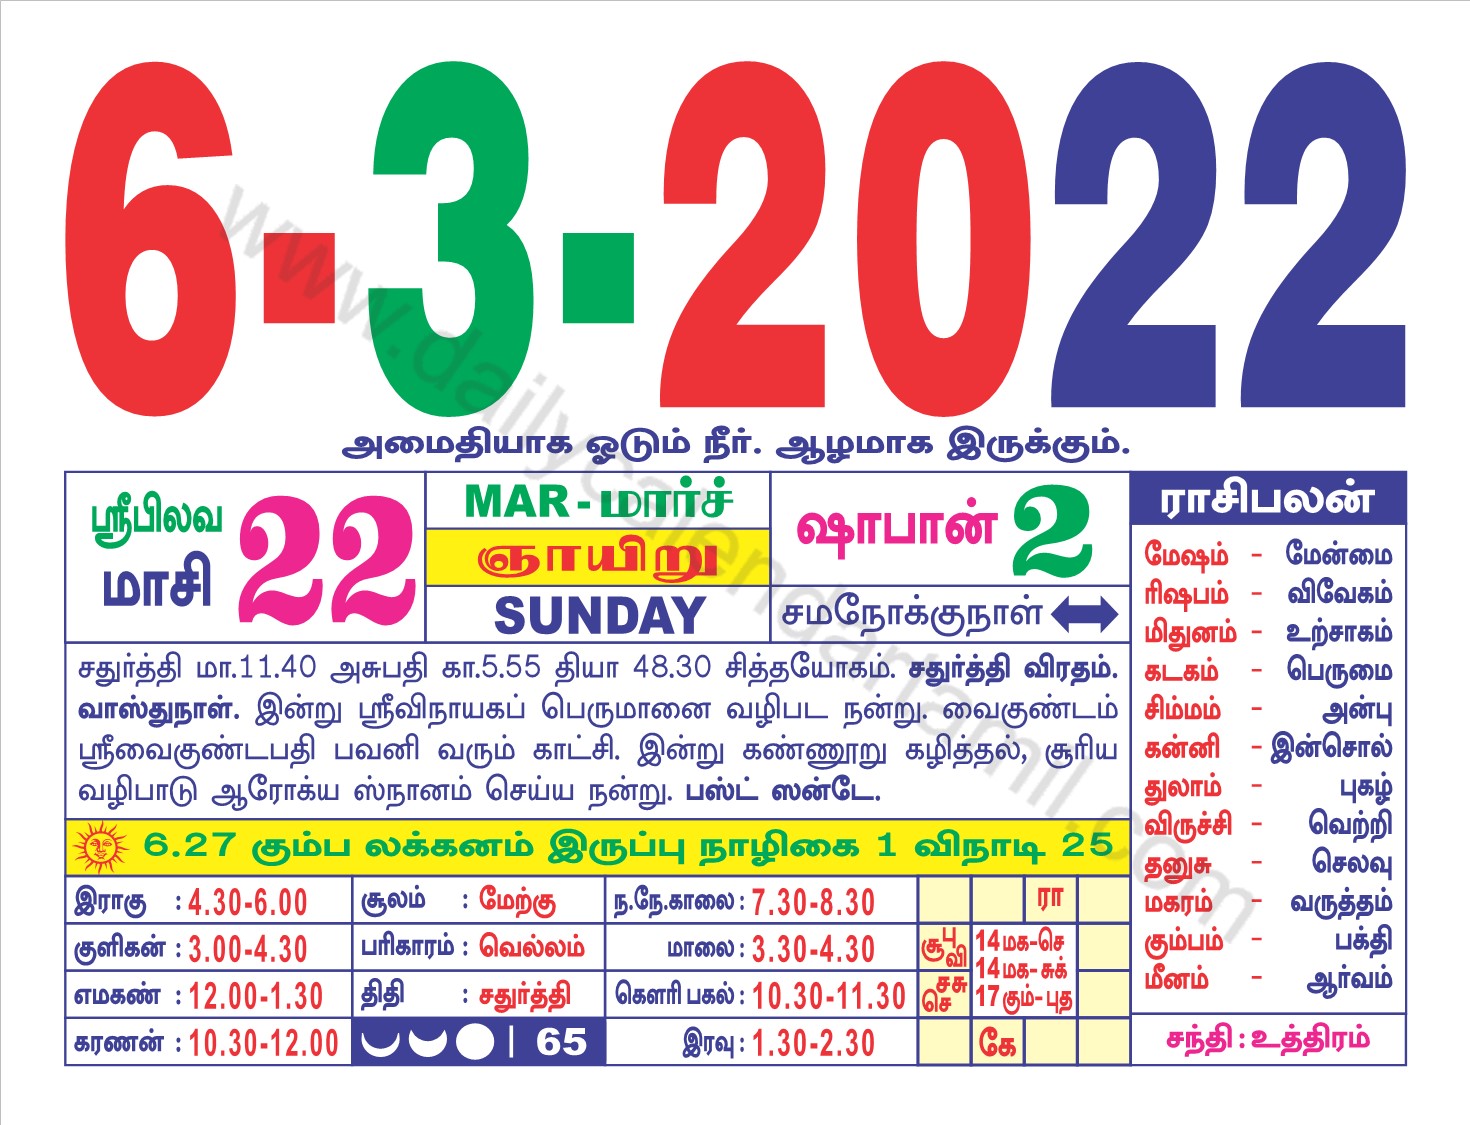 6-3-2022
அமைதியாக ஓடும் நீர். ஆழமாக இருக்கும்.
ஸ்ரீபிலவ
மாசி 22
MAR - மார்ச்
ஞாயிறு
SUNDAY
ஷாபான் 2
சமநோக்குநாள்
சதுர்த்தி மா.11.40 அசுபதி கா.5.55 தியா 48.30 சித்தயோகம். சதுர்த்தி விரதம்.
வாஸ்துநாள். இன்று ஸ்ரீவிநாயகப் பெருமானை வழிபட நன்று. வைகுண்டம்
ஸ்ரீவைகுண்டபதி பவனி வரும் காட்சி. இன்று கண்ணூறு கழித்தல், சூரிய
வழிபாடு ஆரோக்ய ஸ்நானம் செய்ய நன்று. பஸ்ட் ஸன்டே.
6.27 கும்ப லக்கனம் இருப்பு நாழிகை 1 விநாடி 25
இராகு : 4.30-6.00
குளிகன் : 3.00-4.30
எமகண் : 12.00-1.30
கரணன் : 10.30-12.00
சூலம் : மேற்கு
பரிகாரம் : வெல்லம்
திதி : சதுர்த்தி
| 65
ந.நே.காலை : 7.30-8.30
மாலை : 3.30-4.30
கௌரி பகல் : 10.30-11.30
இரவு : 1.30-2.30
ரா
சூ பு வி
செ ச சு
14 மக-செ
14 மக-சுக்
17 கும்-புத
கே
ராசிபலன்
மேஷம் - மேன்மை
ரிஷபம் - விவேகம்
மிதுனம் - உற்சாகம்
கடகம் - பெருமை
சிம்மம் - அன்பு
கன்னி - இன்சொல்
துலாம் - புகழ்
விருச்சி - வெற்றி
தனுசு - செலவு
மகரம் - வருத்தம்
கும்பம் - பக்தி
மீனம் - ஆர்வம்
சந்தி : உத்திரம்
www.dailycalendartamil.com